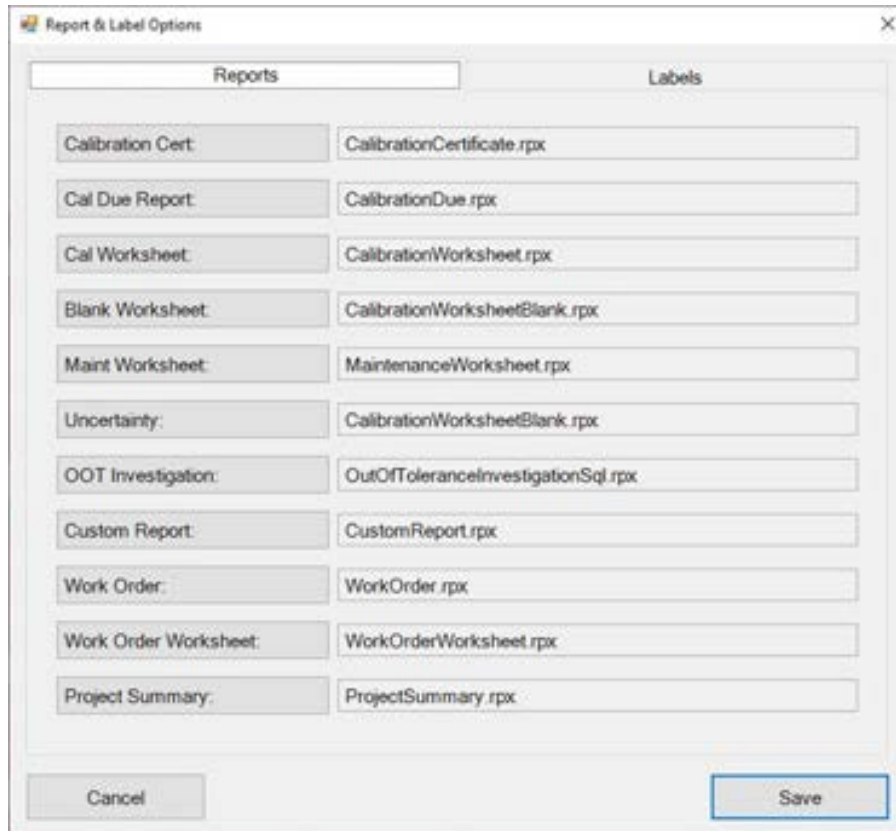 Report & Label Options
Reports Labels
Calibration Cert: CalibrationCertificate.rpx
Cal Due Report: CalibrationDue.rpx
Cal Worksheet: CalibrationWorksheet.rpx
Blank Worksheet: CalibrationWorksheetBlank.rpx
Maint Worksheet: MaintenanceWorksheet.rpx
Uncertainty: CalibrationWorksheetBlank.rpx
OOT Investigation: OutOfToleranceInvestigationSql.rpx
Custom Report: CustomReport.rpx
Work Order: WorkOrder.rpx
Work Order Worksheet: WorkOrderWorksheet.rpx
Project Summary: ProjectSummary.rpx
Cancel Save